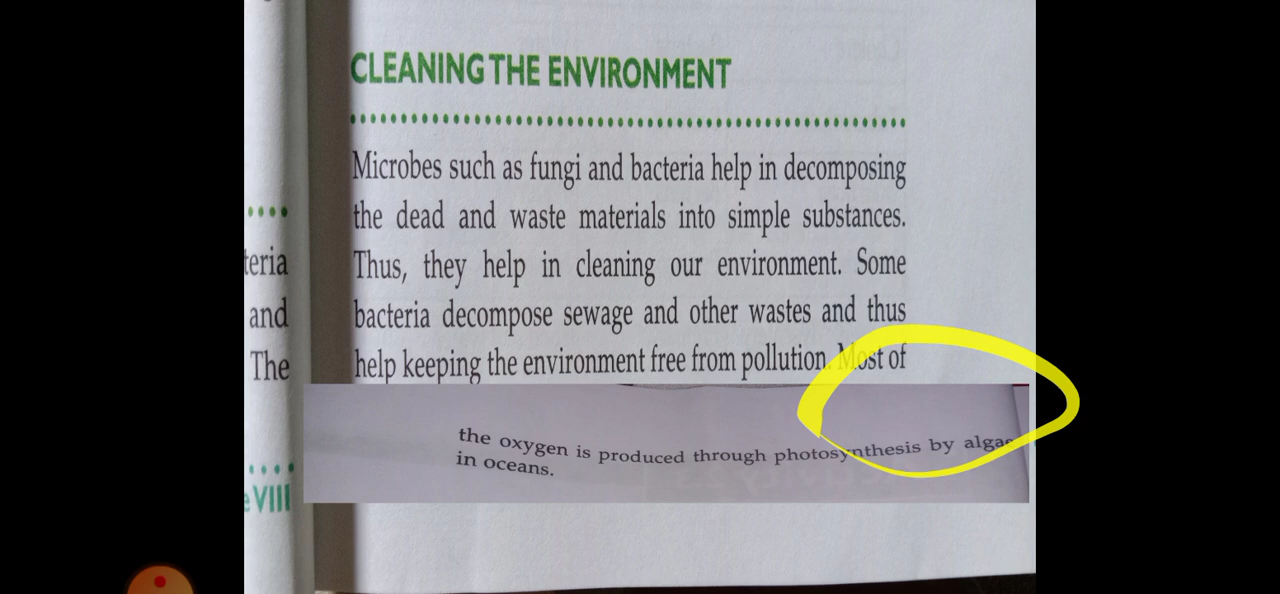 CLEANING THE ENVIRONMENT
Microbes such as fungi and bacteria help in decomposing
the dead and waste materials into simple substances.
Thus, they help in cleaning our environment. Some
bacteria decompose sewage and other wastes and thus
help keeping the environment free from pollution. Most of
the oxygen is produced through photosynthesis by algae
in oceans.
teria
and
The
VIII